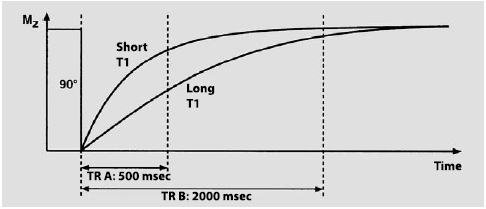 Mz
Short
T1
90°
Long
T1
Time
TR A: 500 msec
TR B: 2000 msec